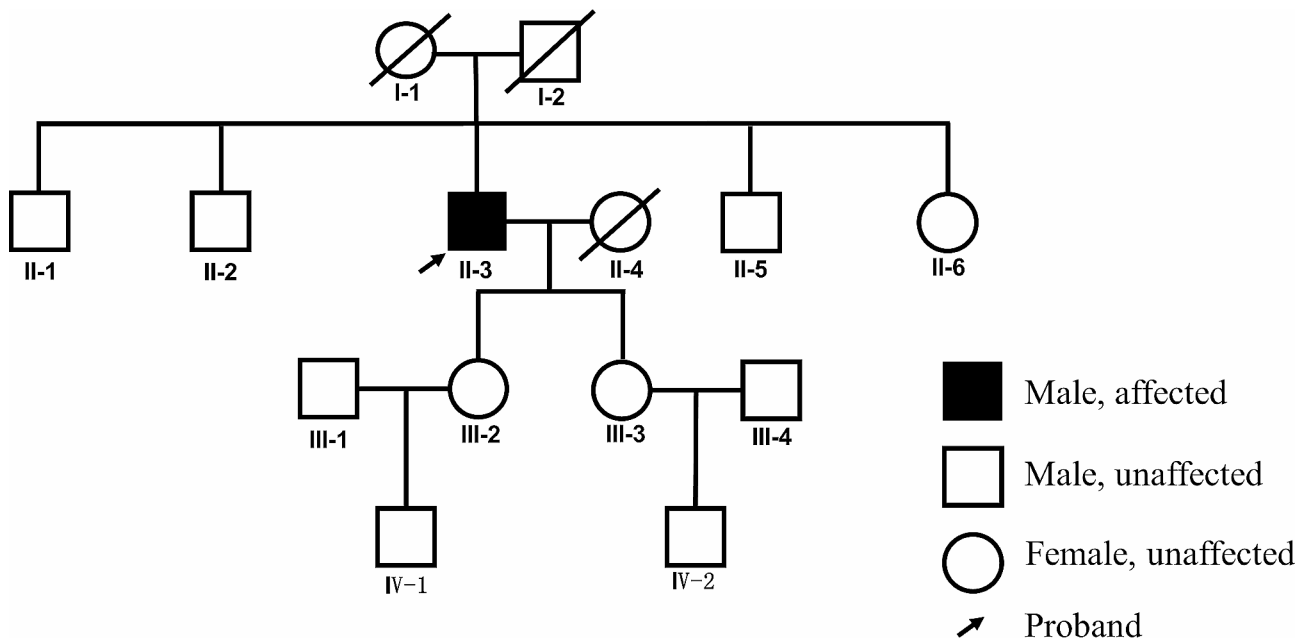 I-1
I-2
II-1
II-2
II-3
II-4
II-5
II-6
III-1
III-2
III-3
III-4
IV-1
IV-2
Male, affected
Male, unaffected
Female, unaffected
Proband